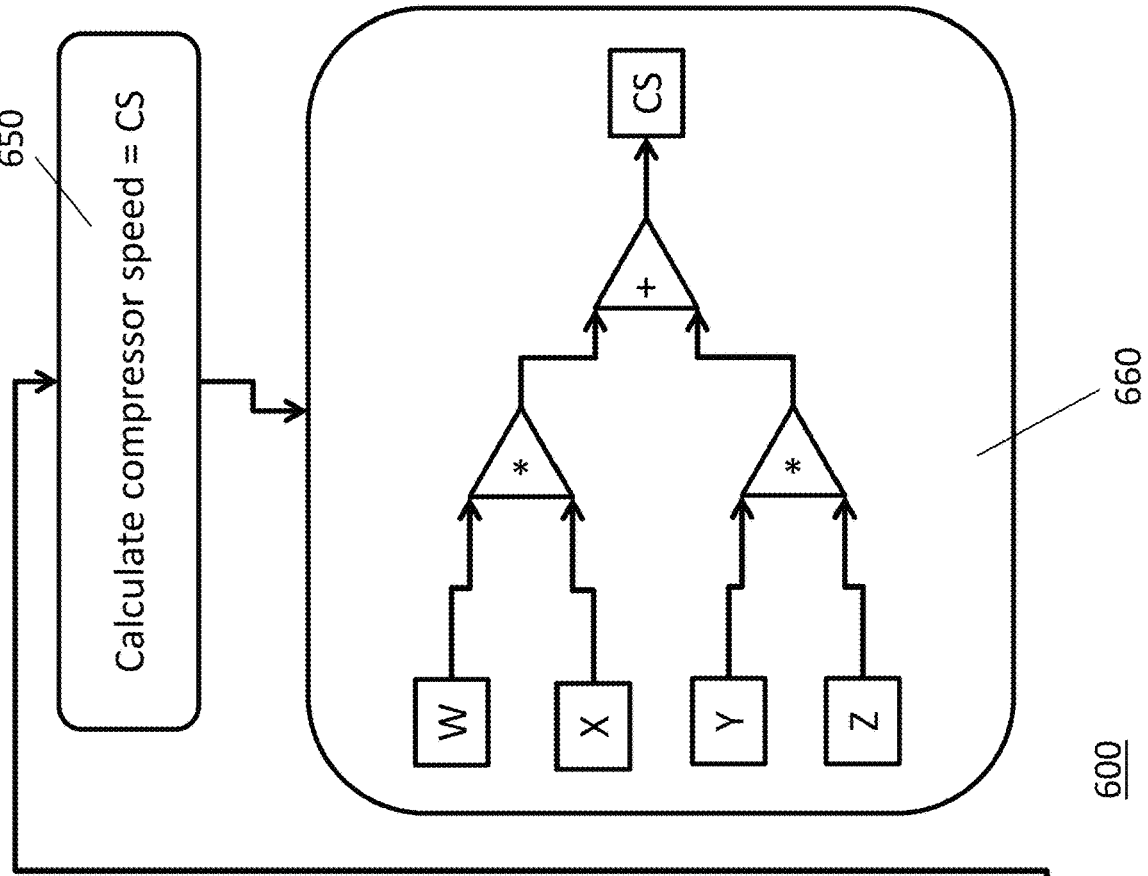 650
Calculate compressor speed = CS
W
X
Y
Z
*
*
+
CS
660
600